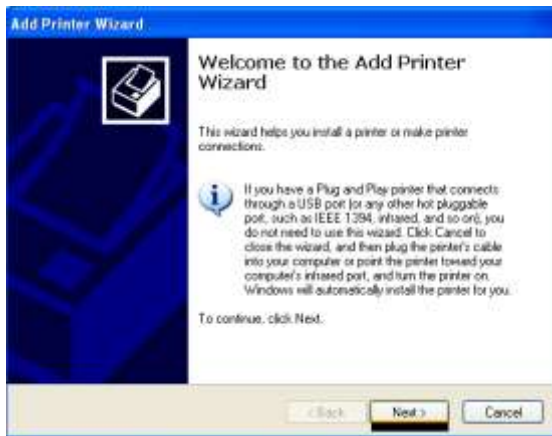 Add Printer Wizard
Welcome to the Add Printer
Wizard
This wizard helps you install a printer or make printer
connections.
If you have a Plug and Play printer that connects
through a USB port (or any other hot pluggable
port, such as IEEE 1394, infrared, and so on), you
do not need to use this wizard. Click Cancel to
close the wizard, and then plug the printer's cable
into your computer or point the printer toward your
computer's infrared port, and turn the printer on.
Windows will automatically install the printer for you.
To continue, click Next.
< Back Next > Cancel